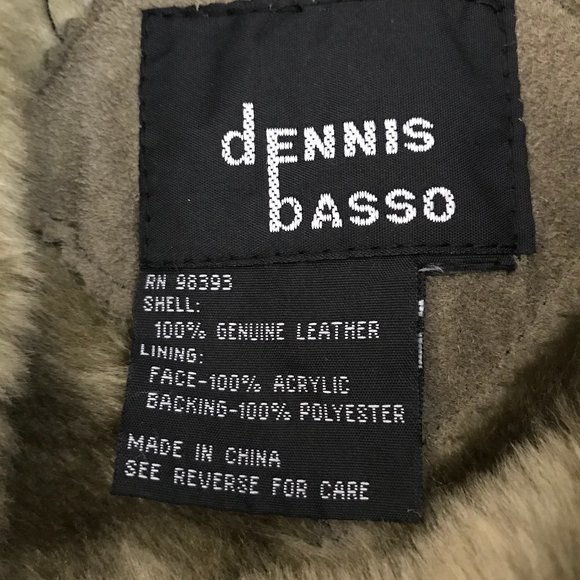 dENNIS
bASSO
RN 98393
SHELL:
100% GENUINE LEATHER
LINING:
FACE-100% ACRYLIC
BACKING-100% POLYESTER
MADE IN CHINA
SEE REVERSE FOR CARE